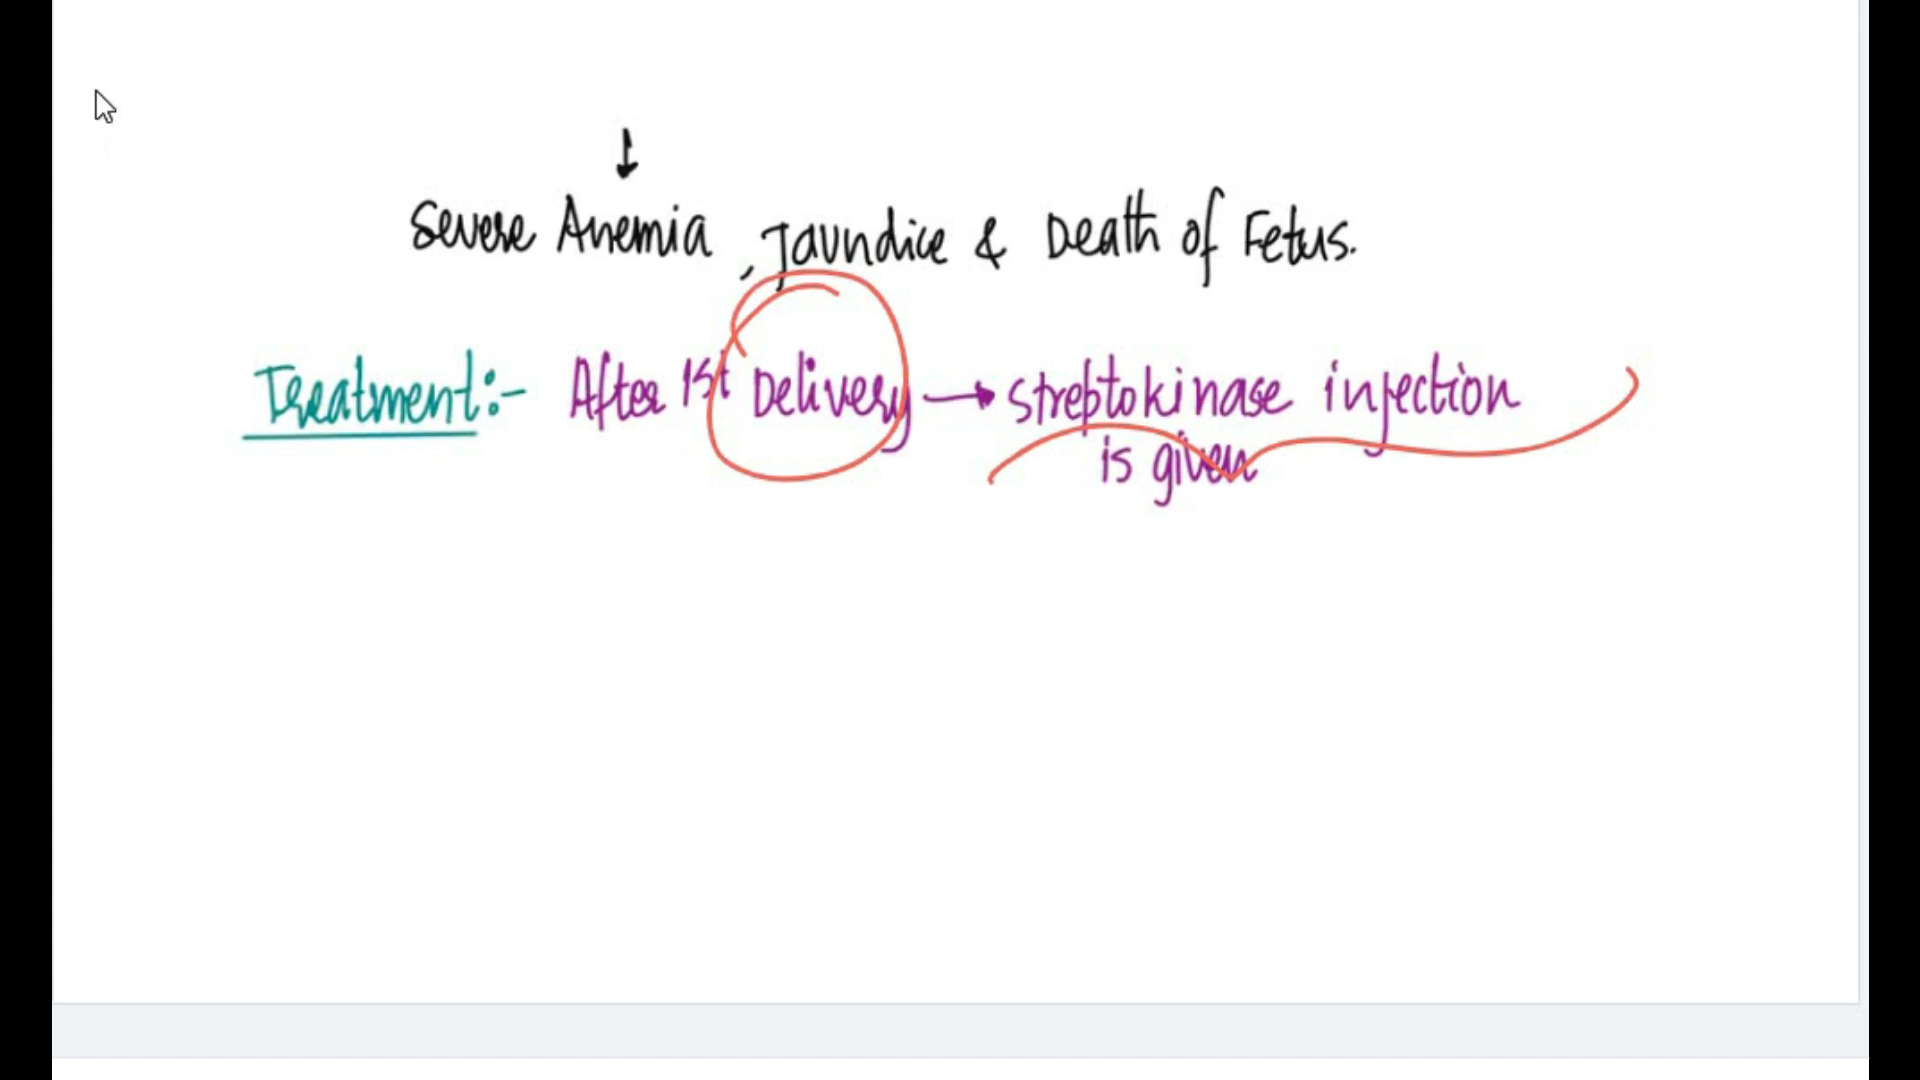 Severe Anemia, Jaundice & Death of Fetus.
Treatment:- After 1st Delivery → Streptokinase injection
is given